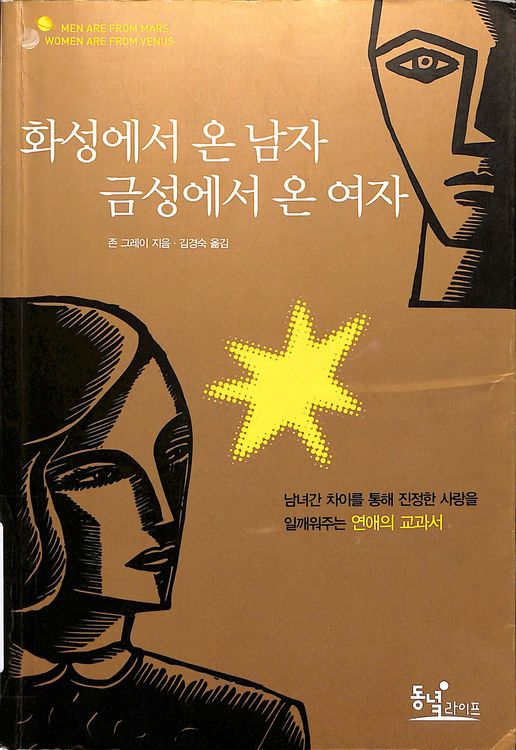 MEN ARE FROM MARS,
WOMEN ARE FROM VENUS
화성에서 온 남자
금성에서 온 여자
존 그레이 지음 · 김경숙 옮김
남녀간 차이를 통해 진정한 사랑을
일깨워주는 연애의 교과서
동녘라이프